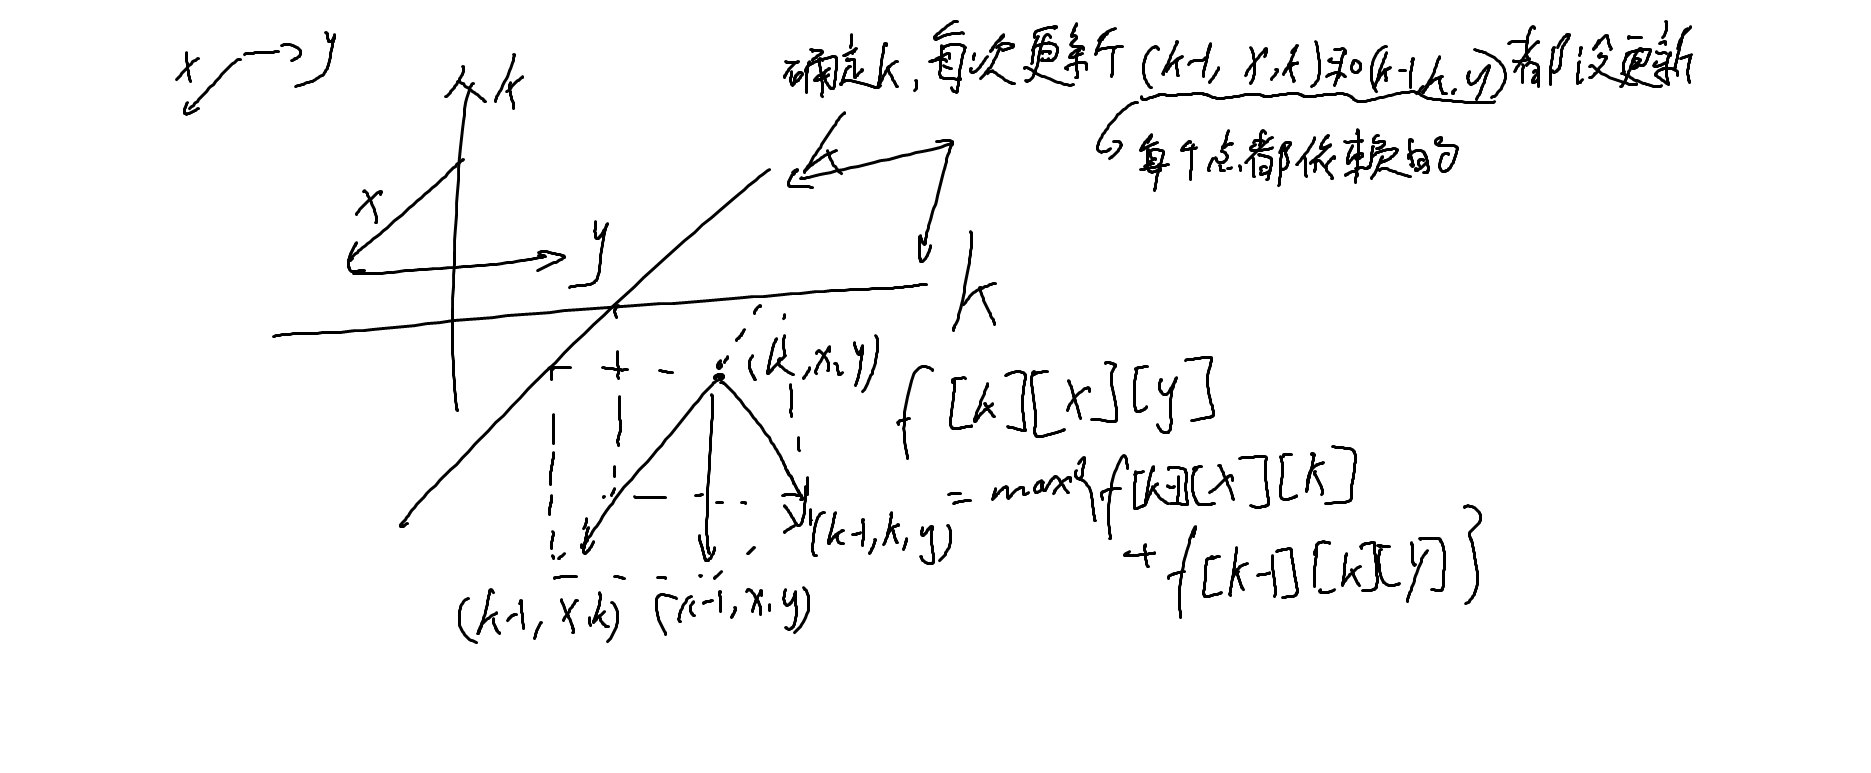 x y
k
确定k,每次更新 (k-1, x,k)和(k-1,k,y)都没更新
每个点都依赖的
x
y
k
(k,x,y)
f[k][x][y]
= max{f[k-1][x][k]
+ f[k-1][k][y]}
(k-1,k,y)
(k-1,x,k) (k-1,x,y)